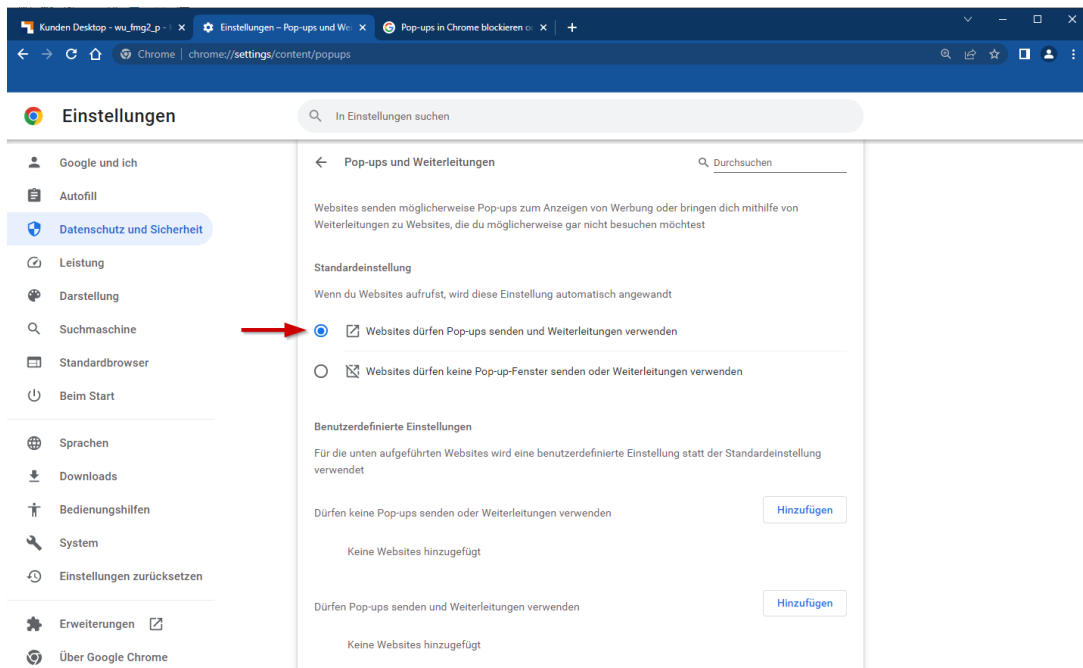 Kunden Desktop - wu_fmg2_p -
Einstellungen – Pop-ups und We
Pop-ups in Chrome blockieren o
Chrome | chrome://settings/content/popups
Einstellungen
In Einstellungen suchen
Google und ich
Autofill
Datenschutz und Sicherheit
Leistung
Darstellung
Suchmaschine
Standardbrowser
Beim Start
Sprachen
Downloads
Bedienungshilfen
System
Einstellungen zurücksetzen
Erweiterungen
Über Google Chrome
Pop-ups und Weiterleitungen
Durchsuchen
Websites senden möglicherweise Pop-ups zum Anzeigen von Werbung oder bringen dich mithilfe von
Weiterleitungen zu Websites, die du möglicherweise gar nicht besuchen möchtest
Standardeinstellung
Wenn du Websites aufrufst, wird diese Einstellung automatisch angewandt
Websites dürfen Pop-ups senden und Weiterleitungen verwenden
Websites dürfen keine Pop-up-Fenster senden oder Weiterleitungen verwenden
Benutzerdefinierte Einstellungen
Für die unten aufgeführten Websites wird eine benutzerdefinierte Einstellung statt der Standardeinstellung
verwendet
Dürfen keine Pop-ups senden oder Weiterleitungen verwenden
Hinzufügen
Keine Websites hinzugefügt
Dürfen Pop-ups senden und Weiterleitungen verwenden
Hinzufügen
Keine Websites hinzugefügt